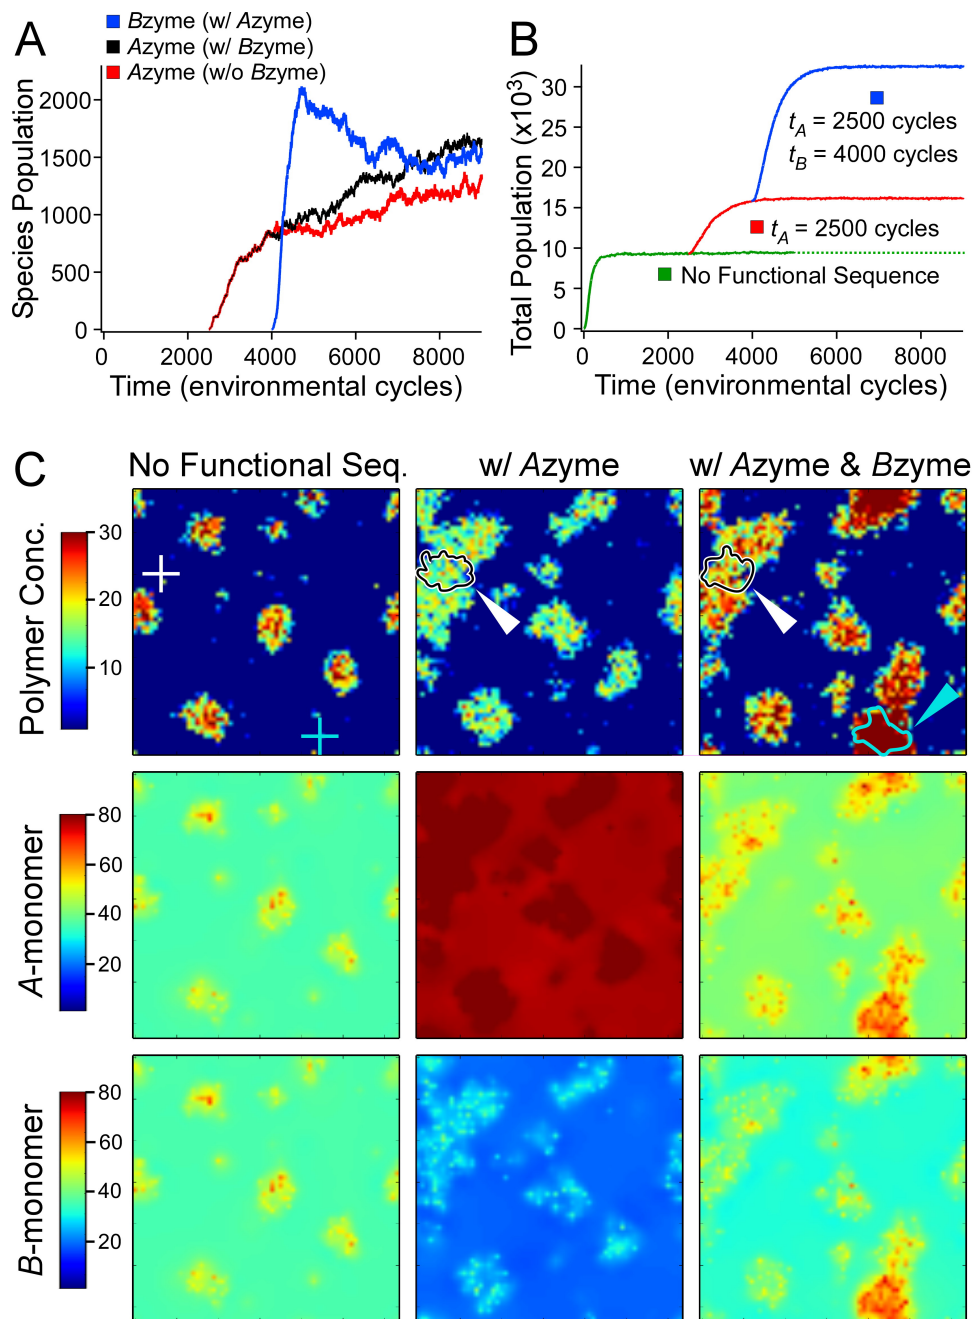 A
Bzyme (w/ Azyme)
Azyme (w/ Bzyme)
Azyme (w/o Bzyme)
Species Population
2000
1500
1000
500
0
0 2000 4000 6000 8000
Time (environmental cycles)
B
Total Population (x10³)
30
25
20
15
10
5
0
tA = 2500 cycles
tB = 4000 cycles
tA = 2500 cycles
No Functional Sequence
0 2000 4000 6000 8000
Time (environmental cycles)
C
No Functional Seq. w/ Azyme w/ Azyme & Bzyme
Polymer Conc.
30
20
10
A-monomer
80
60
40
20
B-monomer
80
60
40
20